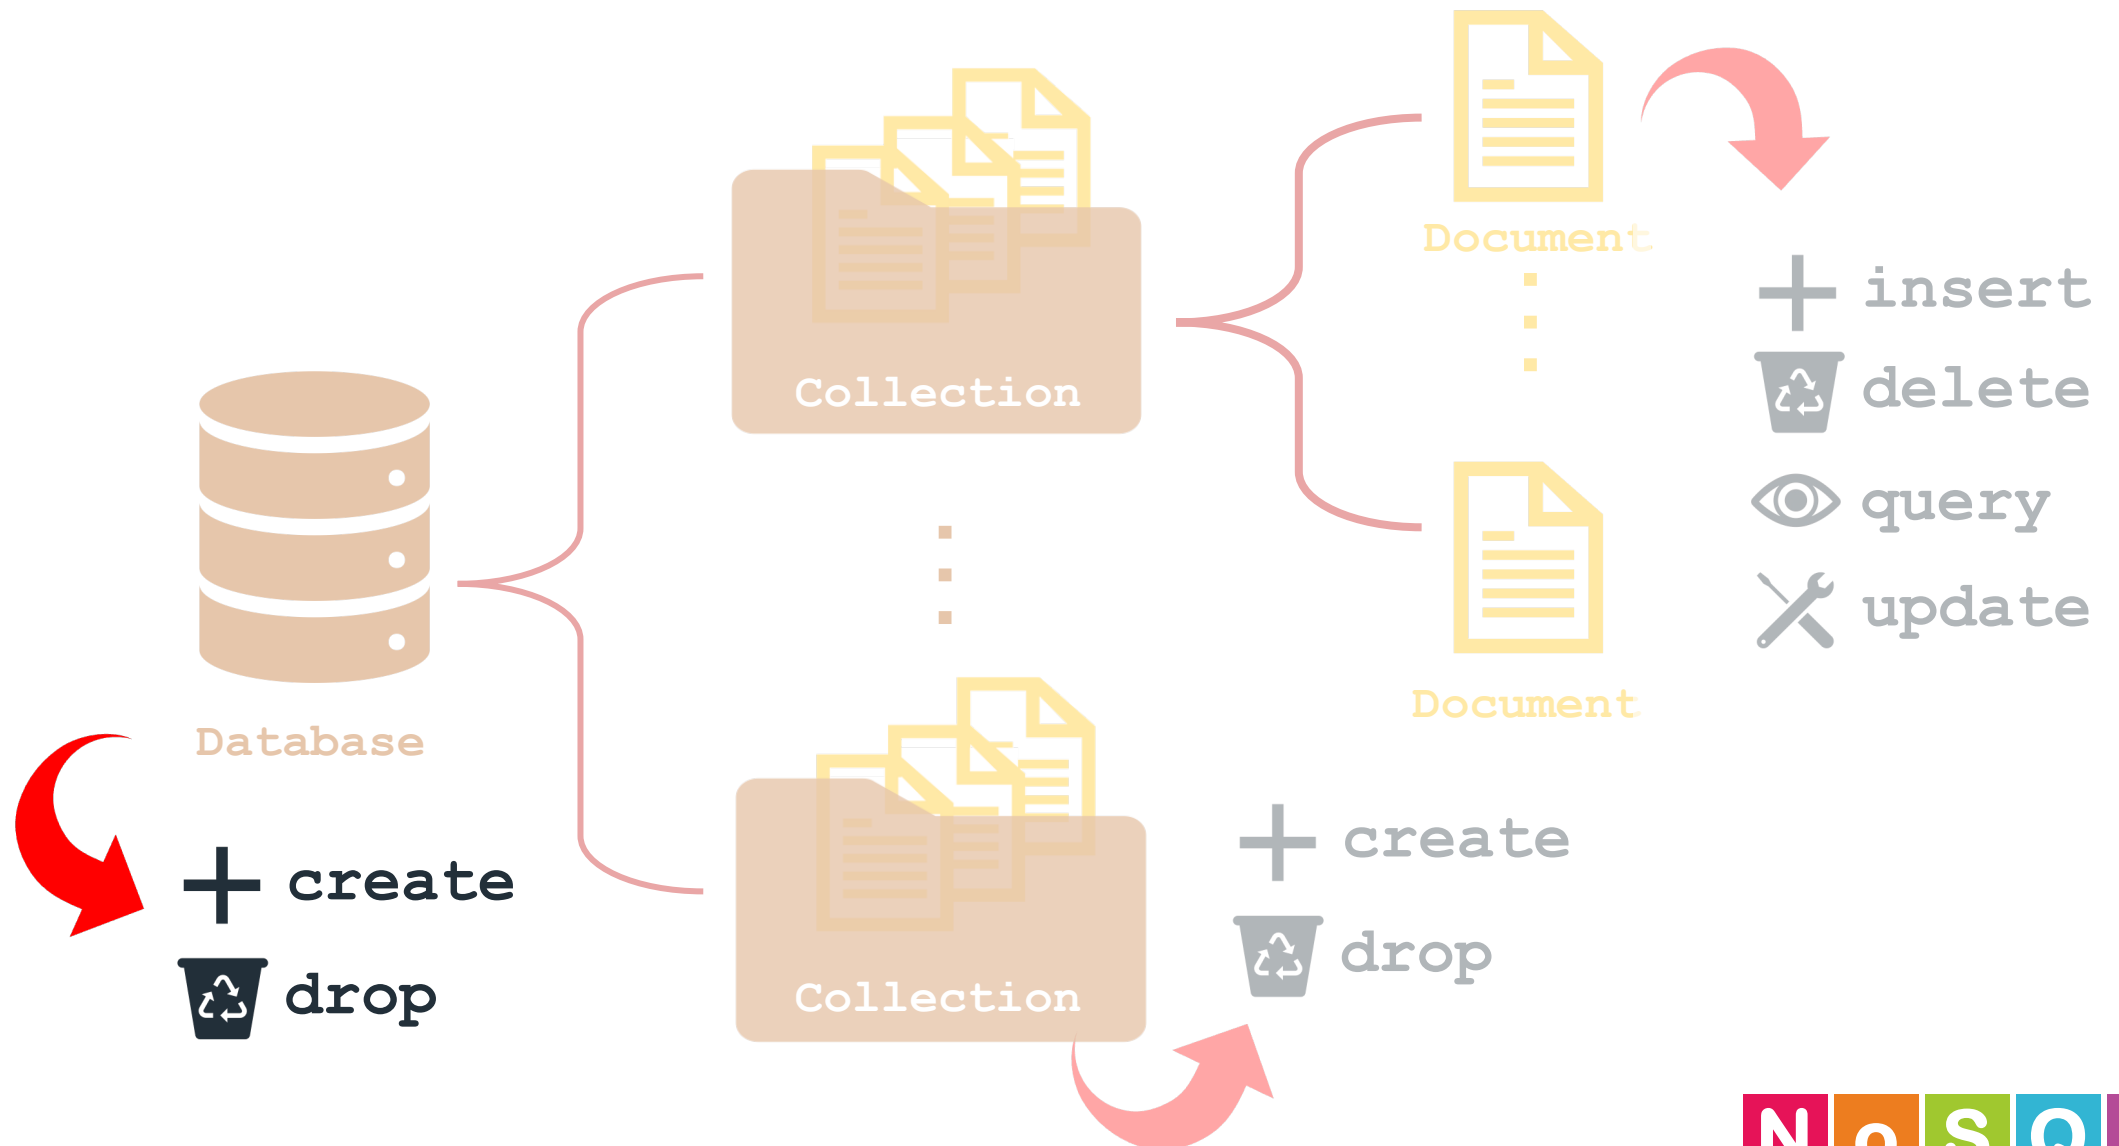 Document
insert
delete
query
update
Collection
Document
Database
create
drop
Collection
create
drop
NoSQ